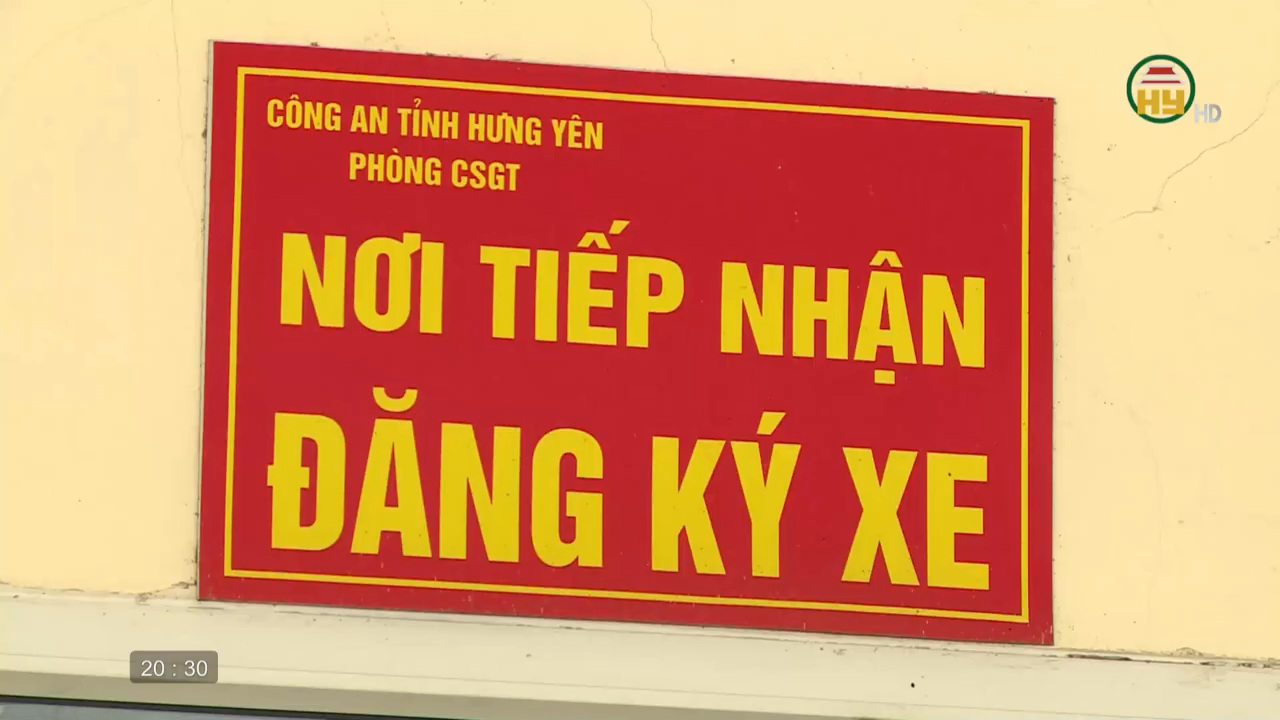 CÔNG AN TỈNH HƯNG YÊN
PHÒNG CSGT
NƠI TIẾP NHẬN
ĐĂNG KÝ XE
HY HD
20 : 30